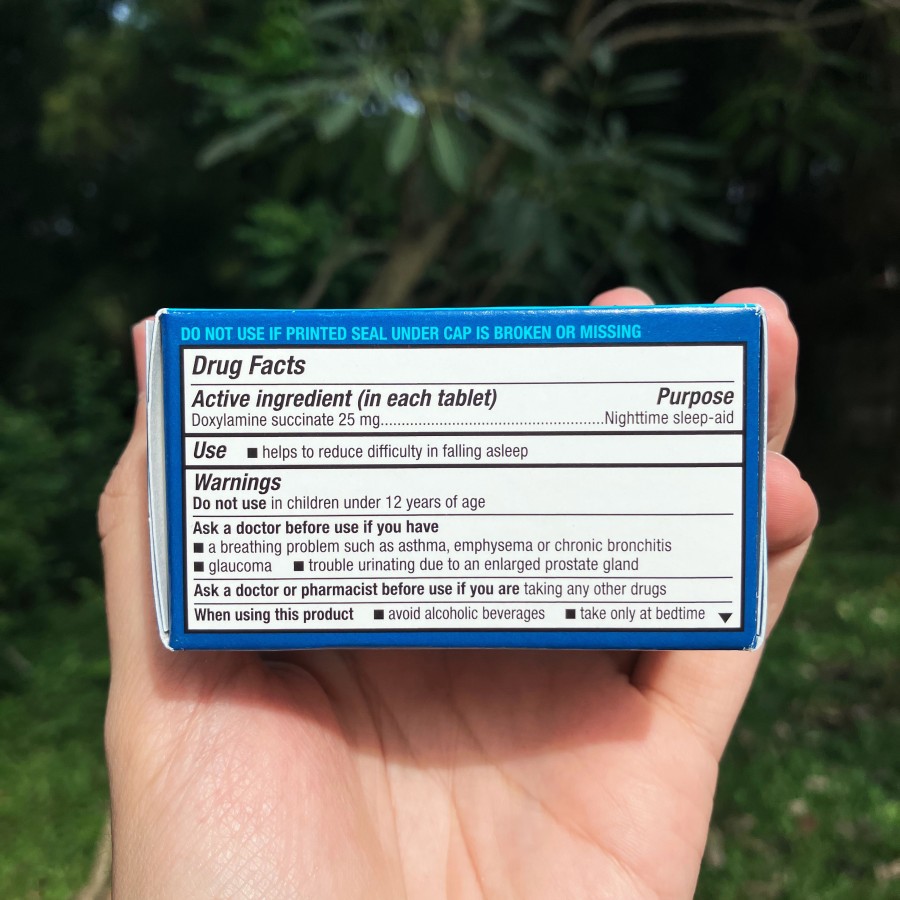 DO NOT USE IF PRINTED SEAL UNDER CAP IS BROKEN OR MISSING
Drug Facts
Active ingredient (in each tablet) Purpose
Doxylamine succinate 25 mg......................................................Nighttime sleep-aid
Use ■ helps to reduce difficulty in falling asleep
Warnings
Do not use in children under 12 years of age
Ask a doctor before use if you have
■ a breathing problem such as asthma, emphysema or chronic bronchitis
■ glaucoma ■ trouble urinating due to an enlarged prostate gland
Ask a doctor or pharmacist before use if you are taking any other drugs
When using this product ■ avoid alcoholic beverages ■ take only at bedtime ▼